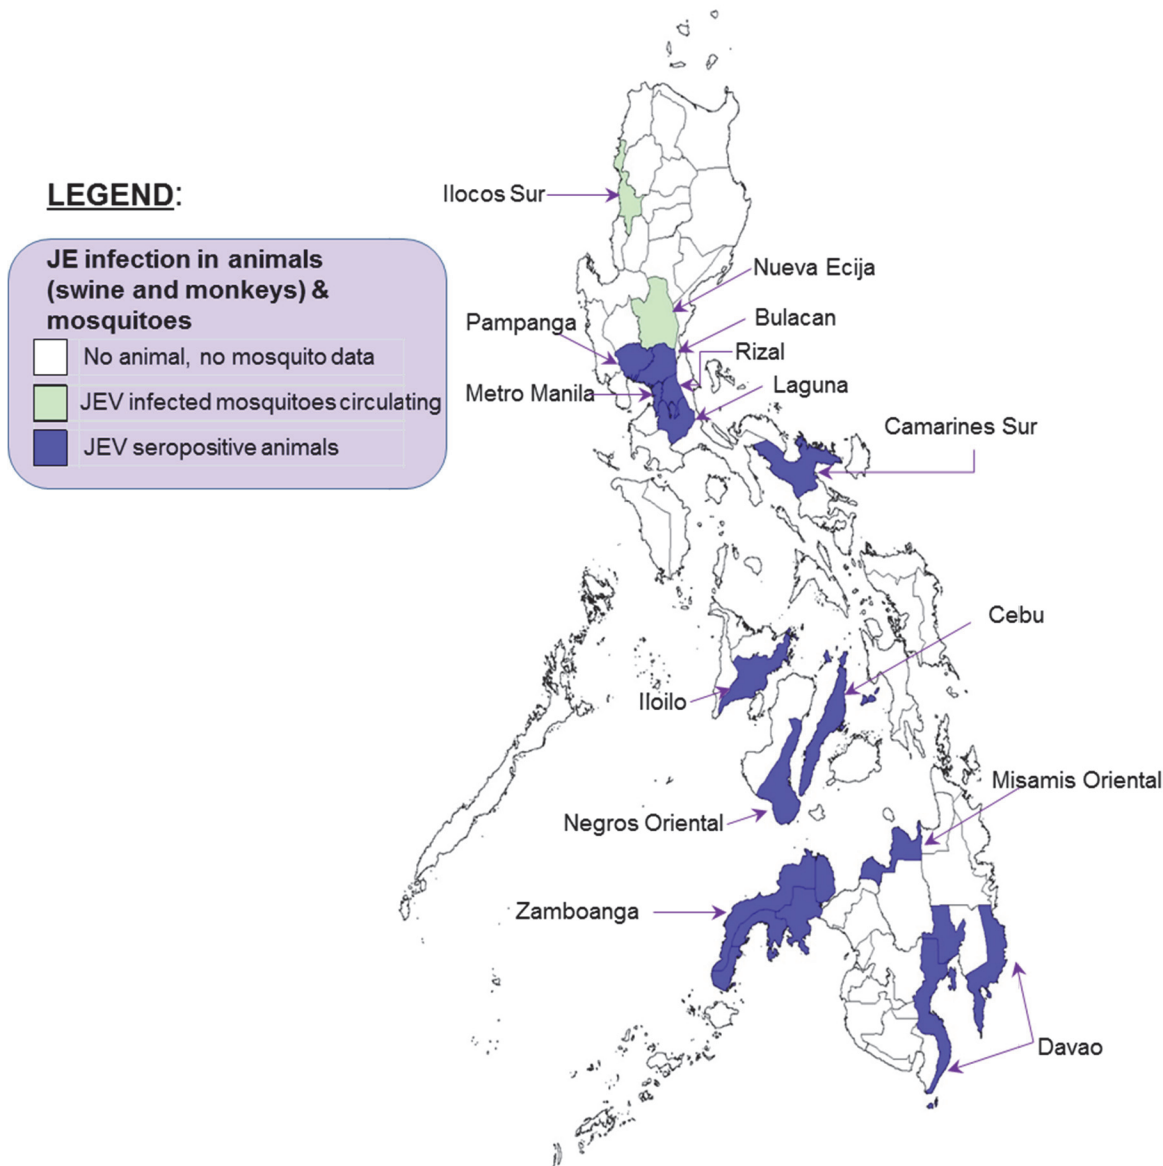 LEGEND:
JE infection in animals
(swine and monkeys) &
mosquitoes
No animal, no mosquito data
JEV infected mosquitoes circulating
JEV seropositive animals
Ilocos Sur
Nueva Ecija
Pampanga
Bulacan
Rizal
Metro Manila
Laguna
Camarines Sur
Cebu
Iloilo
Misamis Oriental
Negros Oriental
Zamboanga
Davao